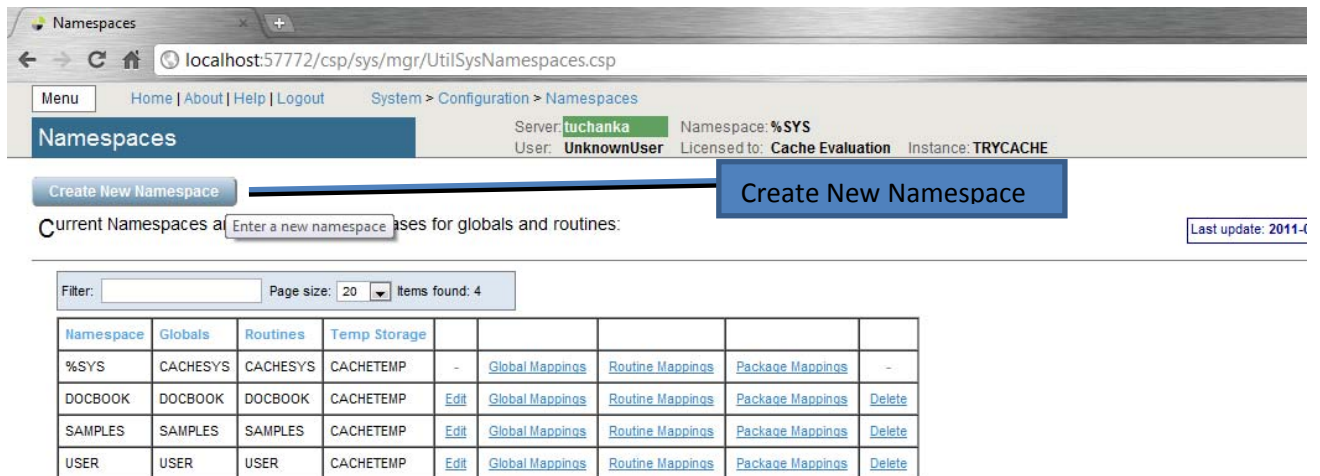 Namespaces
localhost:57772/csp/sys/mgr/UtilSysNamespaces.csp
Menu Home | About | Help | Logout System > Configuration > Namespaces
Namespaces
Server: tuchanka Namespace: %SYS
User: UnknownUser Licensed to: Cache Evaluation Instance: TRYCACHE
Create New Namespace
Create New Namespace
Current Namespaces a
Enter a new namespace
ases for globals and routines:
Last update: 2011-0
Filter: Page size: 20 Items found: 4
Namespace Globals Routines Temp Storage
%SYS CACHESYS CACHESYS CACHETEMP - Global Mappings Routine Mappings Package Mappings -
DOCBOOK DOCBOOK DOCBOOK CACHETEMP Edit Global Mappings Routine Mappings Package Mappings Delete
SAMPLES SAMPLES SAMPLES CACHETEMP Edit Global Mappings Routine Mappings Package Mappings Delete
USER USER USER CACHETEMP Edit Global Mappings Routine Mappings Package Mappings Delete